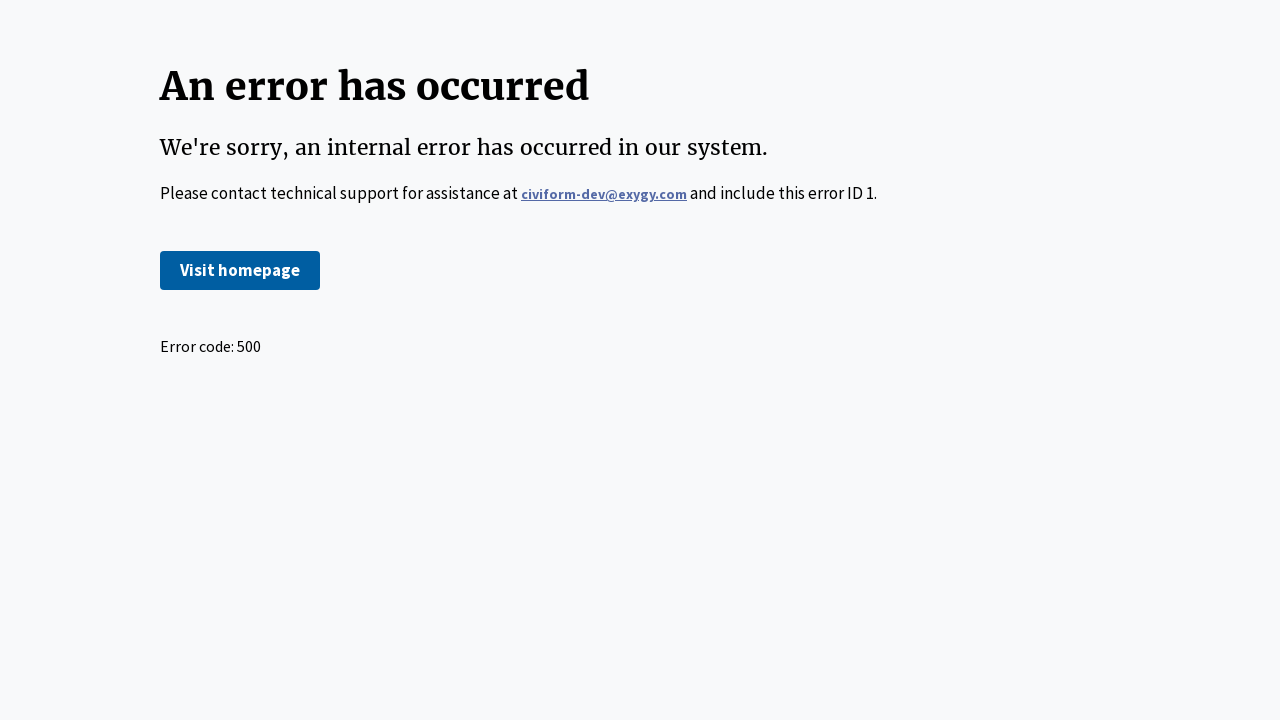 An error has occurred
We're sorry, an internal error has occurred in our system.
Please contact technical support for assistance at civiform-dev@exygy.com and include this error ID 1.
Visit homepage
Error code: 500